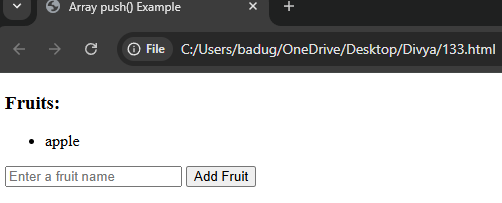 Array push() Example
File C:/Users/badug/OneDrive/Desktop/Divya/133.html
Fruits:
apple
Enter a fruit name Add Fruit